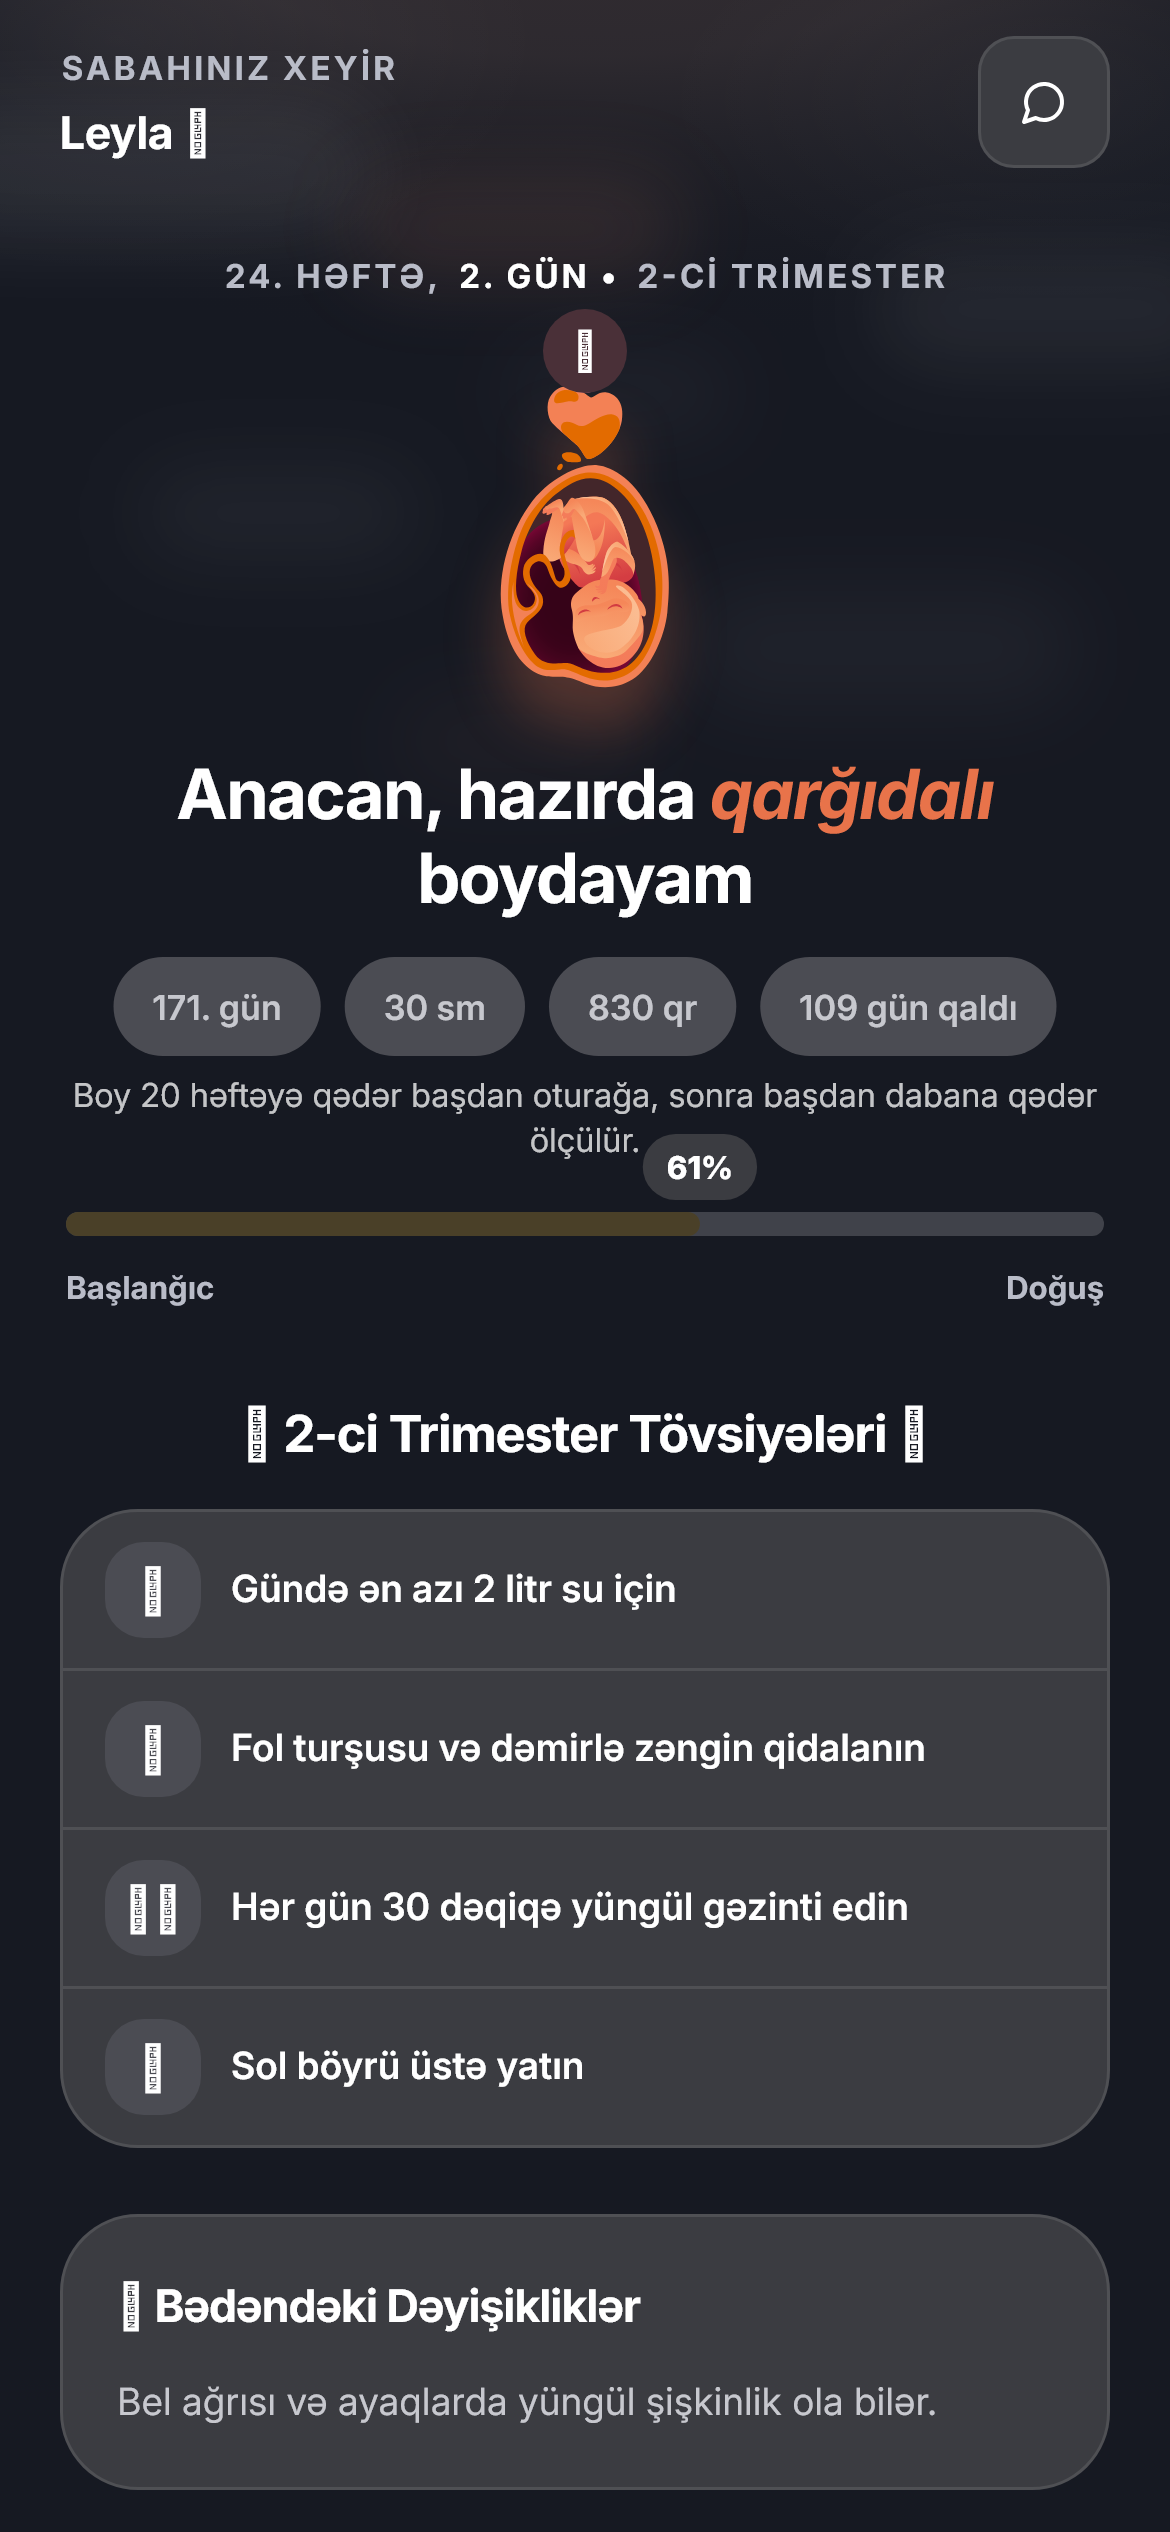 SABAHINIZ XEYİR
Leyla
24. HƏFTƏ, 2. GÜN • 2-Cİ TRİMESTER
Anacan, hazırda qarğıdalı
boydayam
171. gün
30 sm
830 qr
109 gün qaldı
Boy 20 həftəyə qədər başdan oturağa, sonra başdan dabana qədər
ölçülür.
61%
Başlanğıc
Doğuş
2-ci Trimester Tövsiyələri
Gündə ən azı 2 litr su için
Fol turşusu və dəmirlə zəngin qidalanın
Hər gün 30 dəqiqə yüngül gəzinti edin
Sol böyrü üstə yatın
Bədəndəki Dəyişikliklər
Bel ağrısı və ayaqlarda yüngül şişkinlik ola bilər.